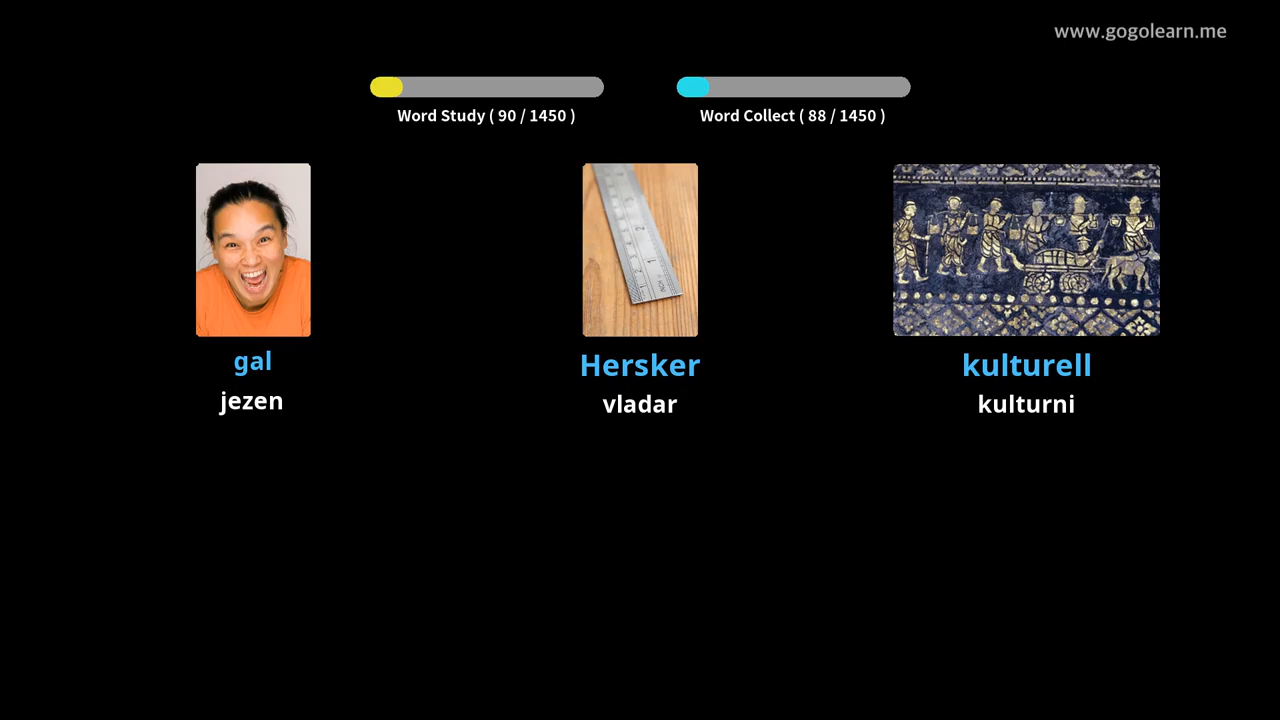 www.gogolearn.me
Word Study ( 90 / 1450 )
Word Collect ( 88 / 1450 )
gal
jezen
Hersker
vladar
kulturell
kulturni